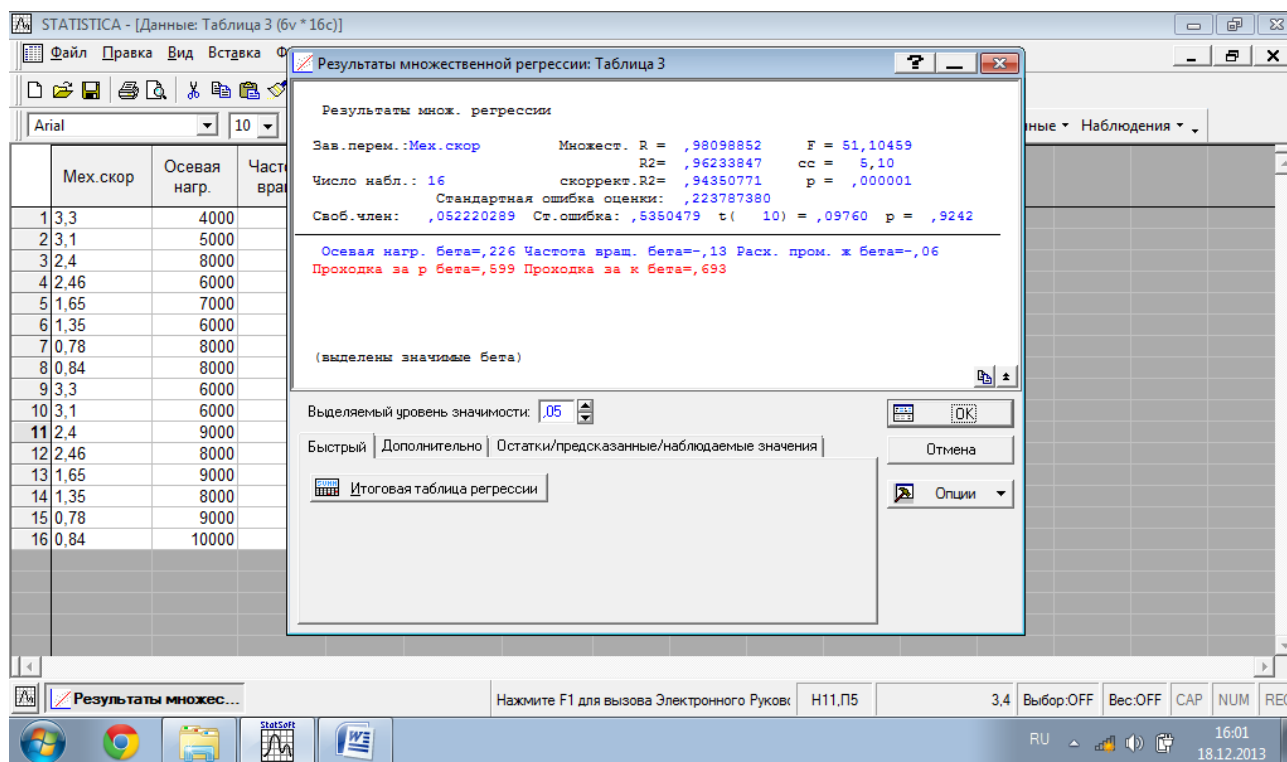 STATISTICA - [Данные: Таблица 3 (6v * 16c)]
Файл Правка Вид Вставка Ф
Arial 10 нные Наблюдения
Мех.скор Осевая нагр. Часто вращ
1 3,3 4000
2 3,1 5000
3 2,4 8000
4 2,46 6000
5 1,65 7000
6 1,35 6000
7 0,78 8000
8 0,84 8000
9 3,3 6000
10 3,1 6000
11 2,4 9000
12 2,46 8000
13 1,65 9000
14 1,35 8000
15 0,78 9000
16 0,84 10000
Результаты множественной регрессии: Таблица 3
Результаты множ. регрессии
Зав.перем.:Мех.скор Множест. R = ,98098852 F = 51,10459
R2= ,96233847 сс = 5,10
Число набл.: 16 скоррект.R2= ,94350771 p = ,000001
Стандартная ошибка оценки: ,223787380
Своб.член: ,052220289 Ст.ошибка: ,5350479 t( 10) = ,09760 p = ,9242
Осевая нагр. бета=,226 Частота вращ. бета=-,13 Расх. пром. ж бета=-,06
Проходка за р бета=,599 Проходка за к бета=,693
(выделены значимые бета)
Выделяемый уровень значимости: ,05
OK
Быстрый Дополнительно Остатки/предсказанные/наблюдаемые значения
Отмена
Итоговая таблица регрессии
Опции
Результаты множес...
Нажмите F1 для вызова Электронного Руково Н11,П5 3,4 Выбор:OFF Вес:OFF CAP NUM REC
StatSoft
RU
16:01
18.12.2013